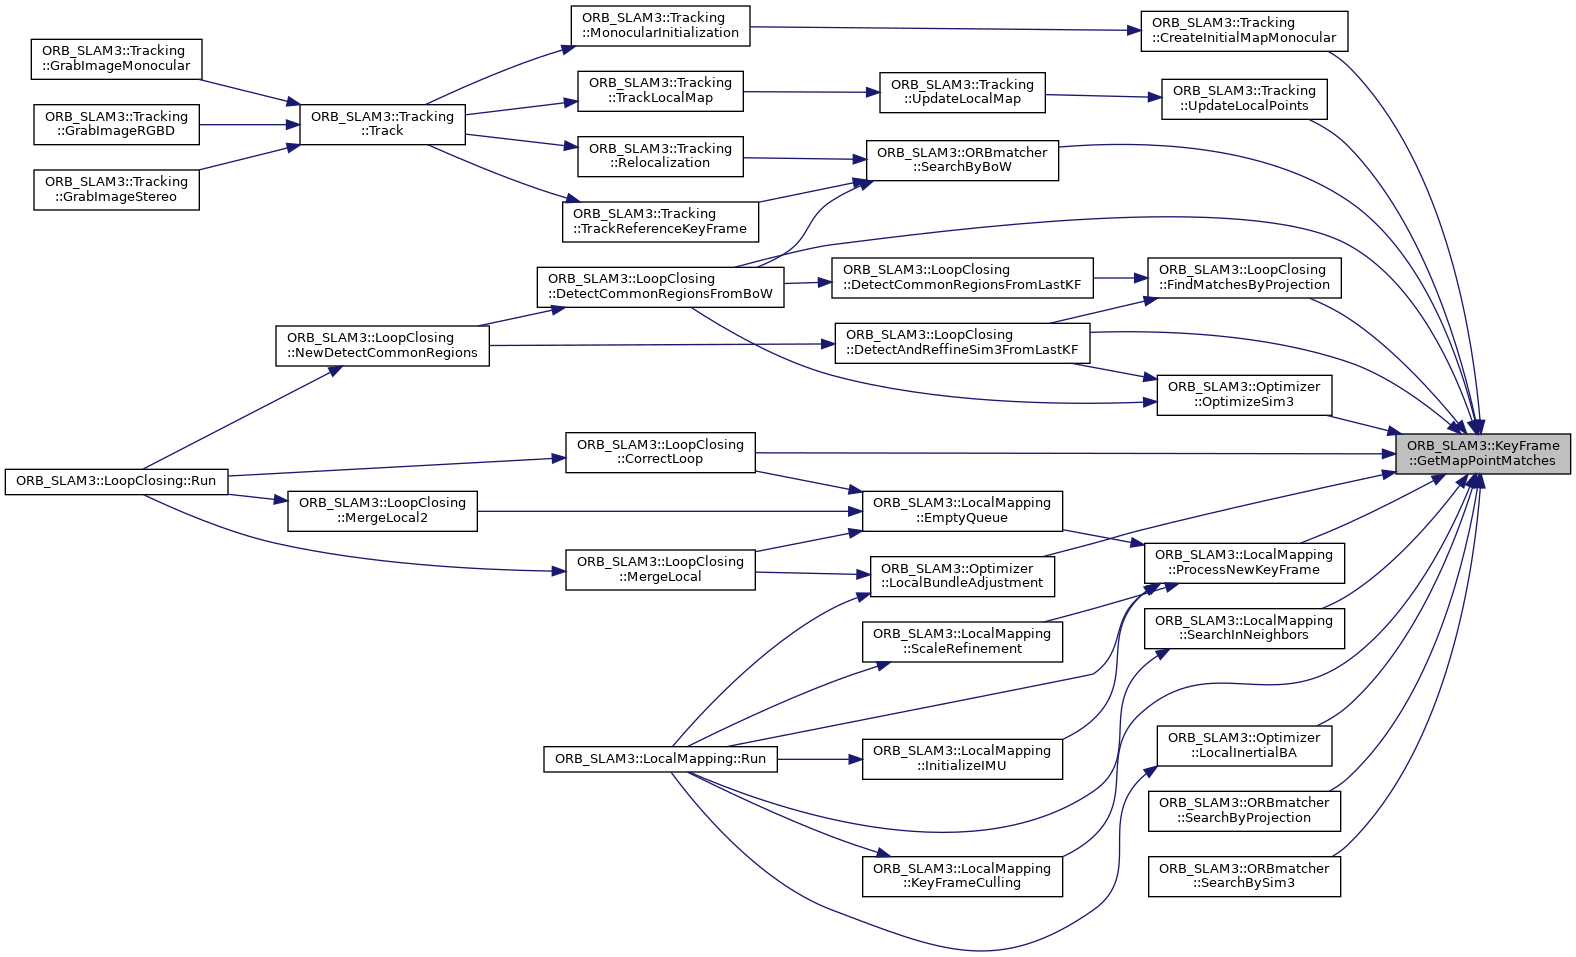 ORB_SLAM3::Tracking
::MonocularInitialization
ORB_SLAM3::Tracking
::CreateInitialMapMonocular
ORB_SLAM3::Tracking
::GrabImageMonocular
ORB_SLAM3::Tracking
::TrackLocalMap
ORB_SLAM3::Tracking
::UpdateLocalMap
ORB_SLAM3::Tracking
::UpdateLocalPoints
ORB_SLAM3::Tracking
::GrabImageRGBD
ORB_SLAM3::Tracking
::Track
ORB_SLAM3::Tracking
::Relocalization
ORB_SLAM3::ORBmatcher
::SearchByBoW
ORB_SLAM3::Tracking
::GrabImageStereo
ORB_SLAM3::Tracking
::TrackReferenceKeyFrame
ORB_SLAM3::LoopClosing
::DetectCommonRegionsFromBoW
ORB_SLAM3::LoopClosing
::DetectCommonRegionsFromLastKF
ORB_SLAM3::LoopClosing
::FindMatchesByProjection
ORB_SLAM3::LoopClosing
::NewDetectCommonRegions
ORB_SLAM3::LoopClosing
::DetectAndReffineSim3FromLastKF
ORB_SLAM3::Optimizer
::OptimizeSim3
ORB_SLAM3::LoopClosing
::CorrectLoop
ORB_SLAM3::KeyFrame
::GetMapPointMatches
ORB_SLAM3::LoopClosing::Run
ORB_SLAM3::LoopClosing
::MergeLocal2
ORB_SLAM3::LocalMapping
::EmptyQueue
ORB_SLAM3::LoopClosing
::MergeLocal
ORB_SLAM3::Optimizer
::LocalBundleAdjustment
ORB_SLAM3::LocalMapping
::ProcessNewKeyFrame
ORB_SLAM3::LocalMapping
::ScaleRefinement
ORB_SLAM3::LocalMapping
::SearchInNeighbors
ORB_SLAM3::LocalMapping::Run
ORB_SLAM3::LocalMapping
::InitializeIMU
ORB_SLAM3::Optimizer
::LocalInertialBA
ORB_SLAM3::ORBmatcher
::SearchByProjection
ORB_SLAM3::LocalMapping
::KeyFrameCulling
ORB_SLAM3::ORBmatcher
::SearchBySim3